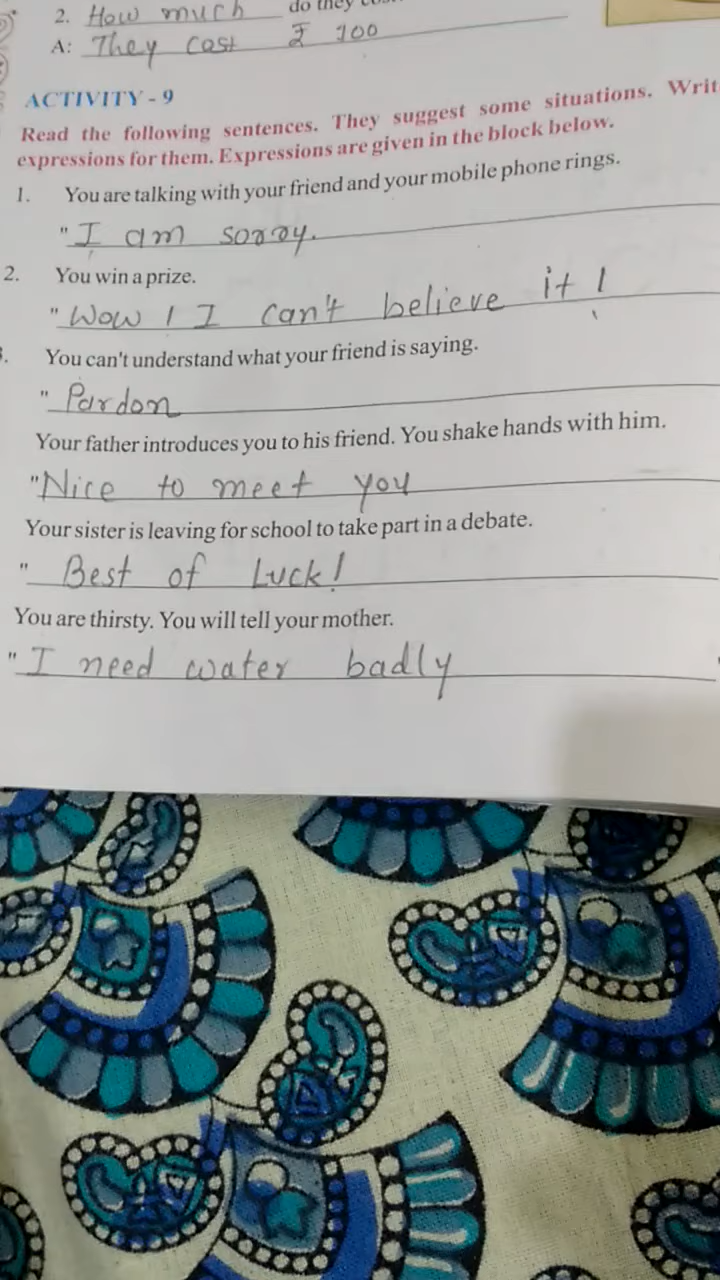 2. How much do they
A: They cost ₹ 100
ACTIVITY - 9
Read the following sentences. They suggest some situations. Writ
expressions for them. Expressions are given in the block below.
1. You are talking with your friend and your mobile phone rings.
"I am sorry.
2. You win a prize.
"Wow ! I can't believe it !
You can't understand what your friend is saying.
" Pardon
Your father introduces you to his friend. You shake hands with him.
"Nice to meet you
Your sister is leaving for school to take part in a debate.
" Best of Luck!
You are thirsty. You will tell your mother.
" I need water badly